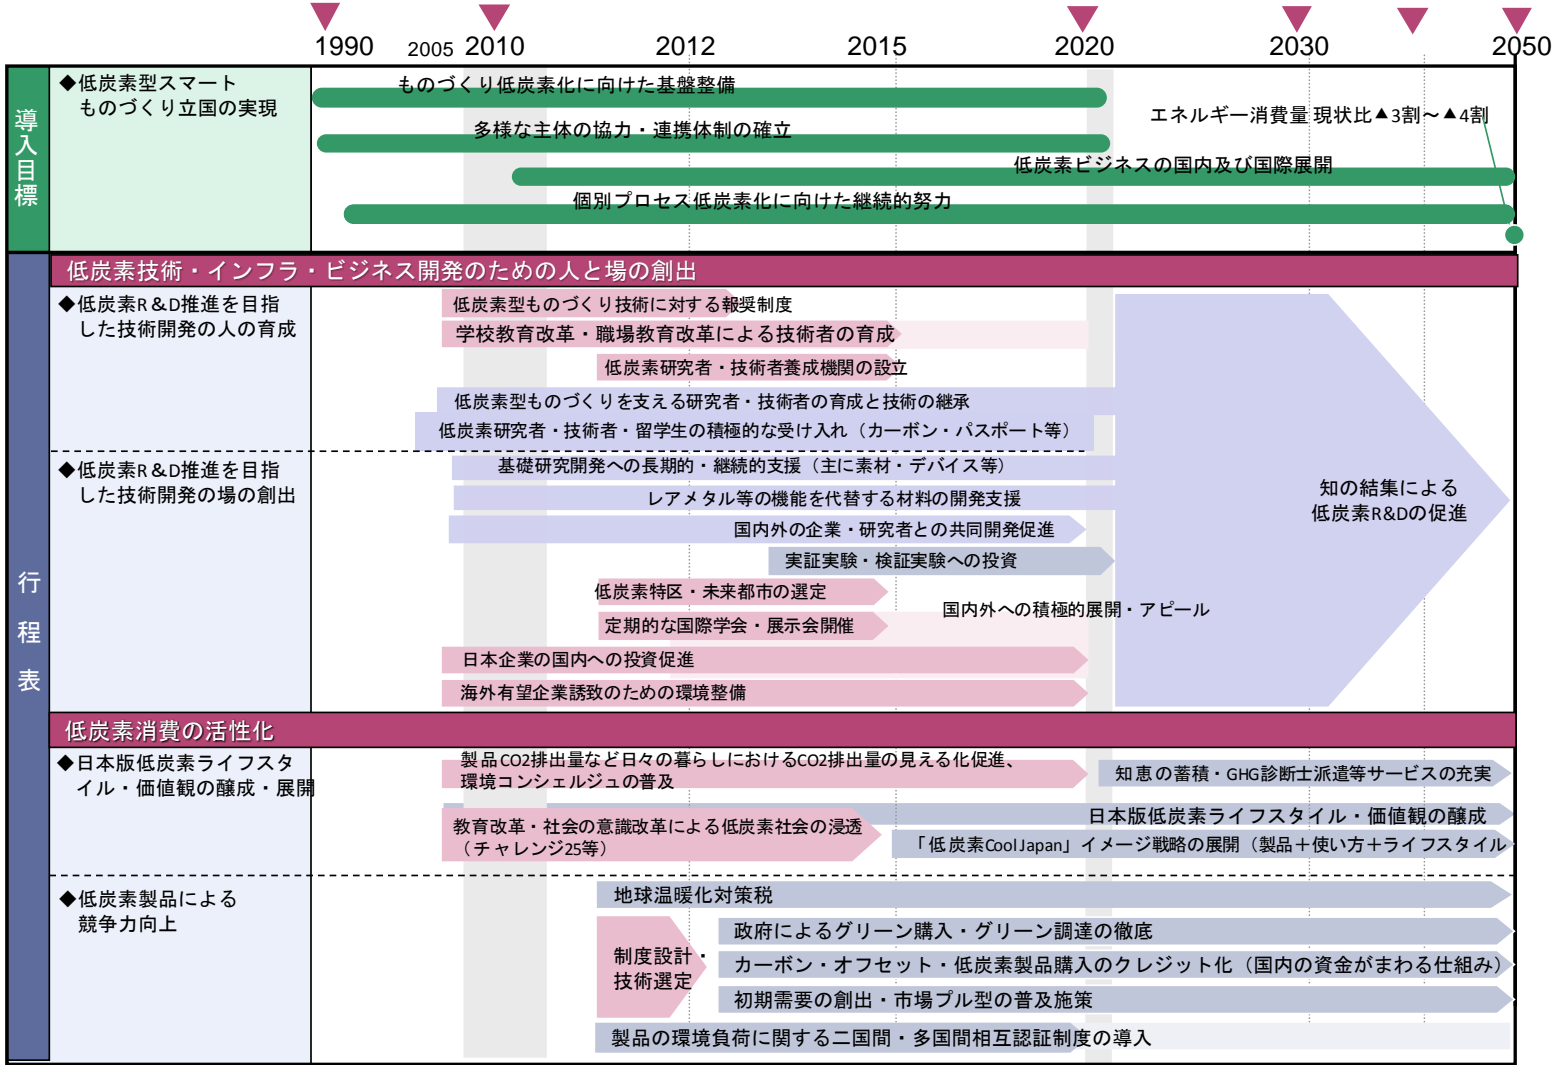 1990 2005 2010 2012 2015 2020 2030 2050
導入目標
◆低炭素型スマート
ものづくり立国の実現
ものづくり低炭素化に向けた基盤整備
多様な主体の協力・連携体制の確立
エネルギー消費量 現状比▲3割～▲4割
低炭素ビジネスの国内及び国際展開
個別プロセス低炭素化に向けた継続的努力
行程表
低炭素技術・インフラ・ビジネス開発のための人と場の創出
◆低炭素R&D推進を目指
した技術開発の人の育成
低炭素型ものづくり技術に対する報奨制度
学校教育改革・職場教育改革による技術者の育成
低炭素研究者・技術者養成機関の設立
低炭素型ものづくりを支える研究者・技術者の育成と技術の継承
低炭素研究者・技術者・留学生の積極的な受け入れ（カーボン・パスポート等）
◆低炭素R&D推進を目指
した技術開発の場の創出
基礎研究開発への長期的・継続的支援（主に素材・デバイス等）
レアメタル等の機能を代替する材料の開発支援
国内外の企業・研究者との共同開発促進
実証実験・検証実験への投資
低炭素特区・未来都市の選定
国内外への積極的展開・アピール
定期的な国際学会・展示会開催
日本企業の国内への投資促進
海外有望企業誘致のための環境整備
知の結集による
低炭素R&Dの促進
低炭素消費の活性化
◆日本版低炭素ライフスタ
イル・価値観の醸成・展開
製品CO2排出量など日々の暮らしにおけるCO2排出量の見える化促進、
環境コンシェルジュの普及
知恵の蓄積・GHG診断士派遣等サービスの充実
日本版低炭素ライフスタイル・価値観の醸成
教育改革・社会の意識改革による低炭素社会の浸透
（チャレンジ25等）
「低炭素Cool Japan」イメージ戦略の展開（製品＋使い方＋ライフスタイル
◆低炭素製品による
競争力向上
地球温暖化対策税
制度設計・
技術選定
政府によるグリーン購入・グリーン調達の徹底
カーボン・オフセット・低炭素製品購入のクレジット化（国内の資金がまわる仕組み）
初期需要の創出・市場プル型の普及施策
製品の環境負荷に関する二国間・多国間相互認証制度の導入